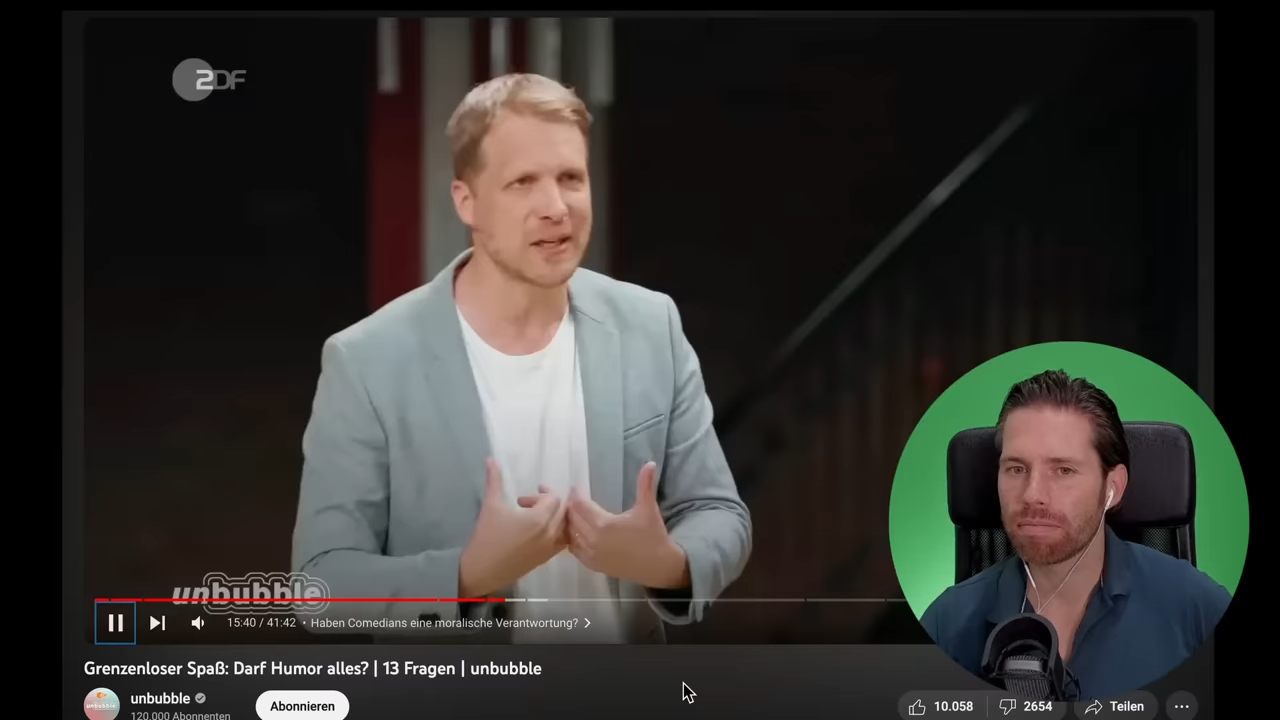 2DF
unbubble
15:40 / 41:42 • Haben Comedians eine moralische Verantwortung?
Grenzenloser Spaß: Darf Humor alles? | 13 Fragen | unbubble
unbubble
120.000 Abonnenten
Abonnieren
10.058
2654
Teilen